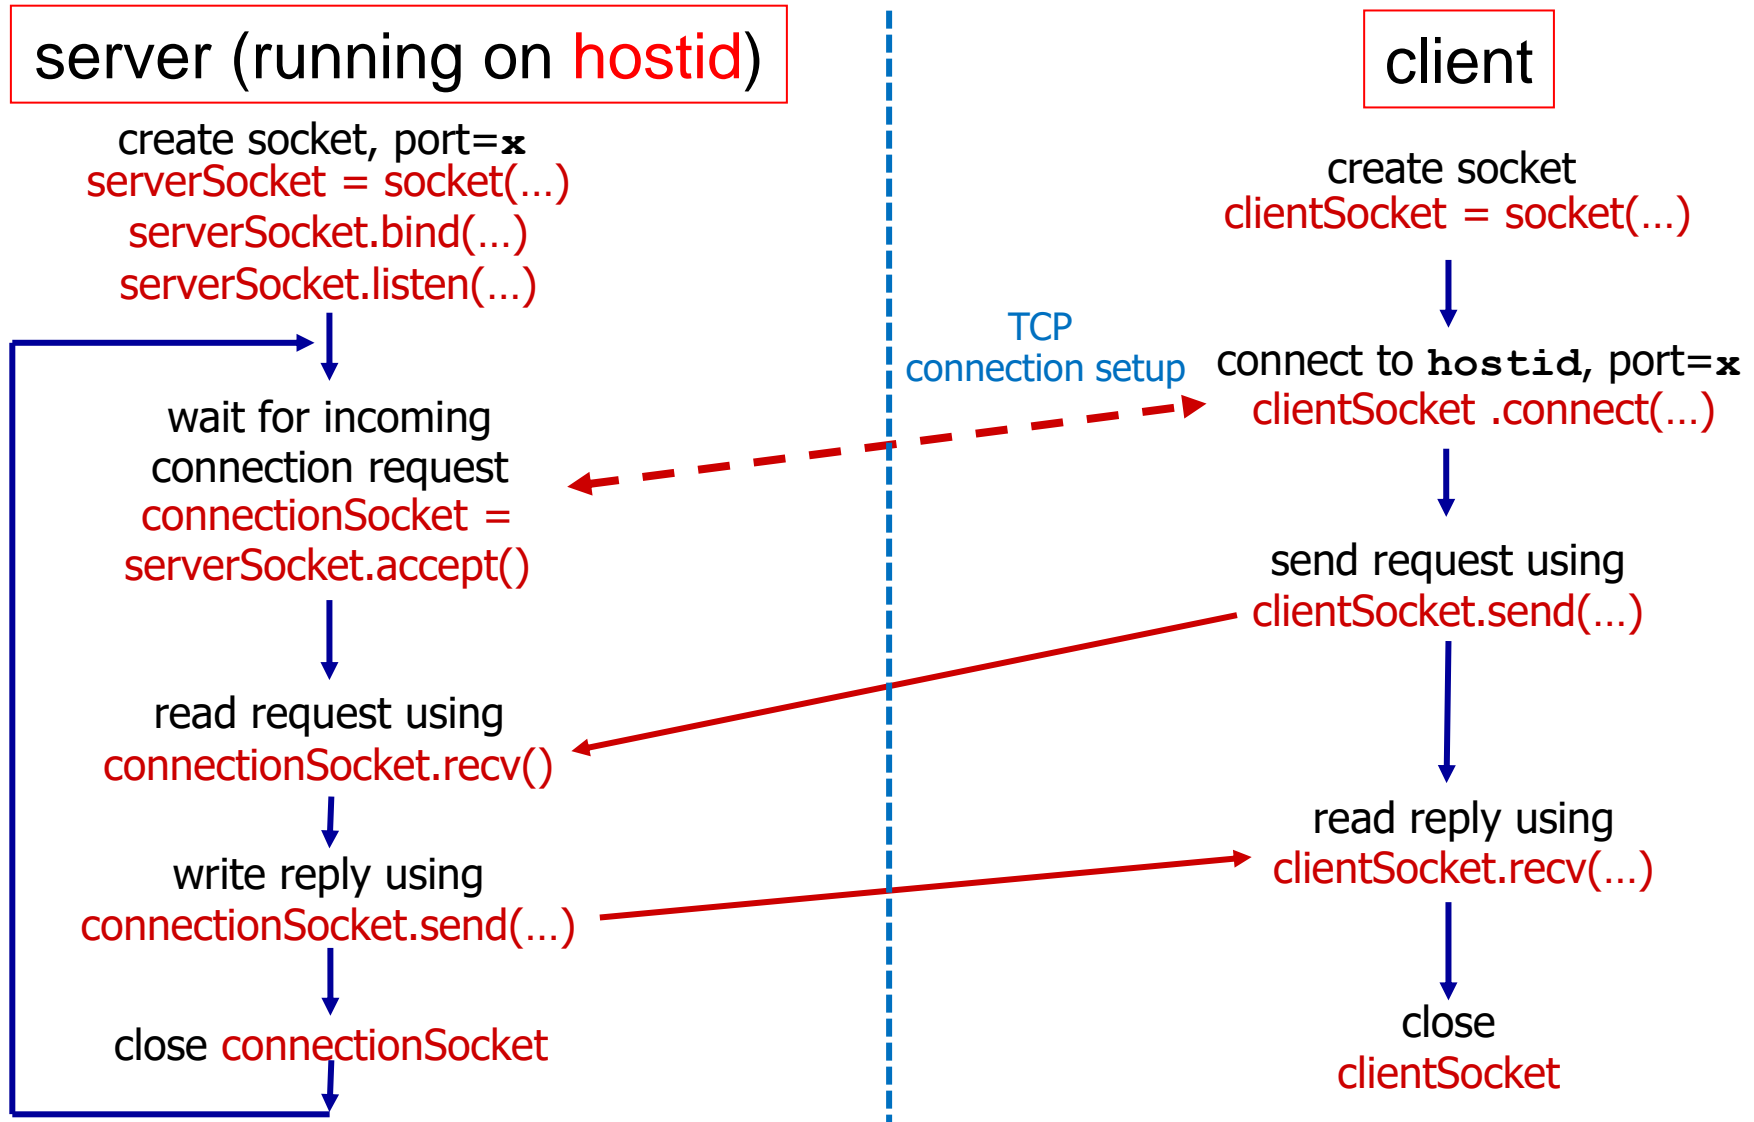 server (running on hostid)
create socket, port=x
serverSocket = socket(…)
serverSocket.bind(…)
serverSocket.listen(…)
wait for incoming
connection request
connectionSocket =
serverSocket.accept()
read request using
connectionSocket.recv()
write reply using
connectionSocket.send(…)
close connectionSocket
TCP
connection setup
client
create socket
clientSocket = socket(…)
connect to hostid, port=x
clientSocket .connect(…)
send request using
clientSocket.send(…)
read reply using
clientSocket.recv(…)
close
clientSocket